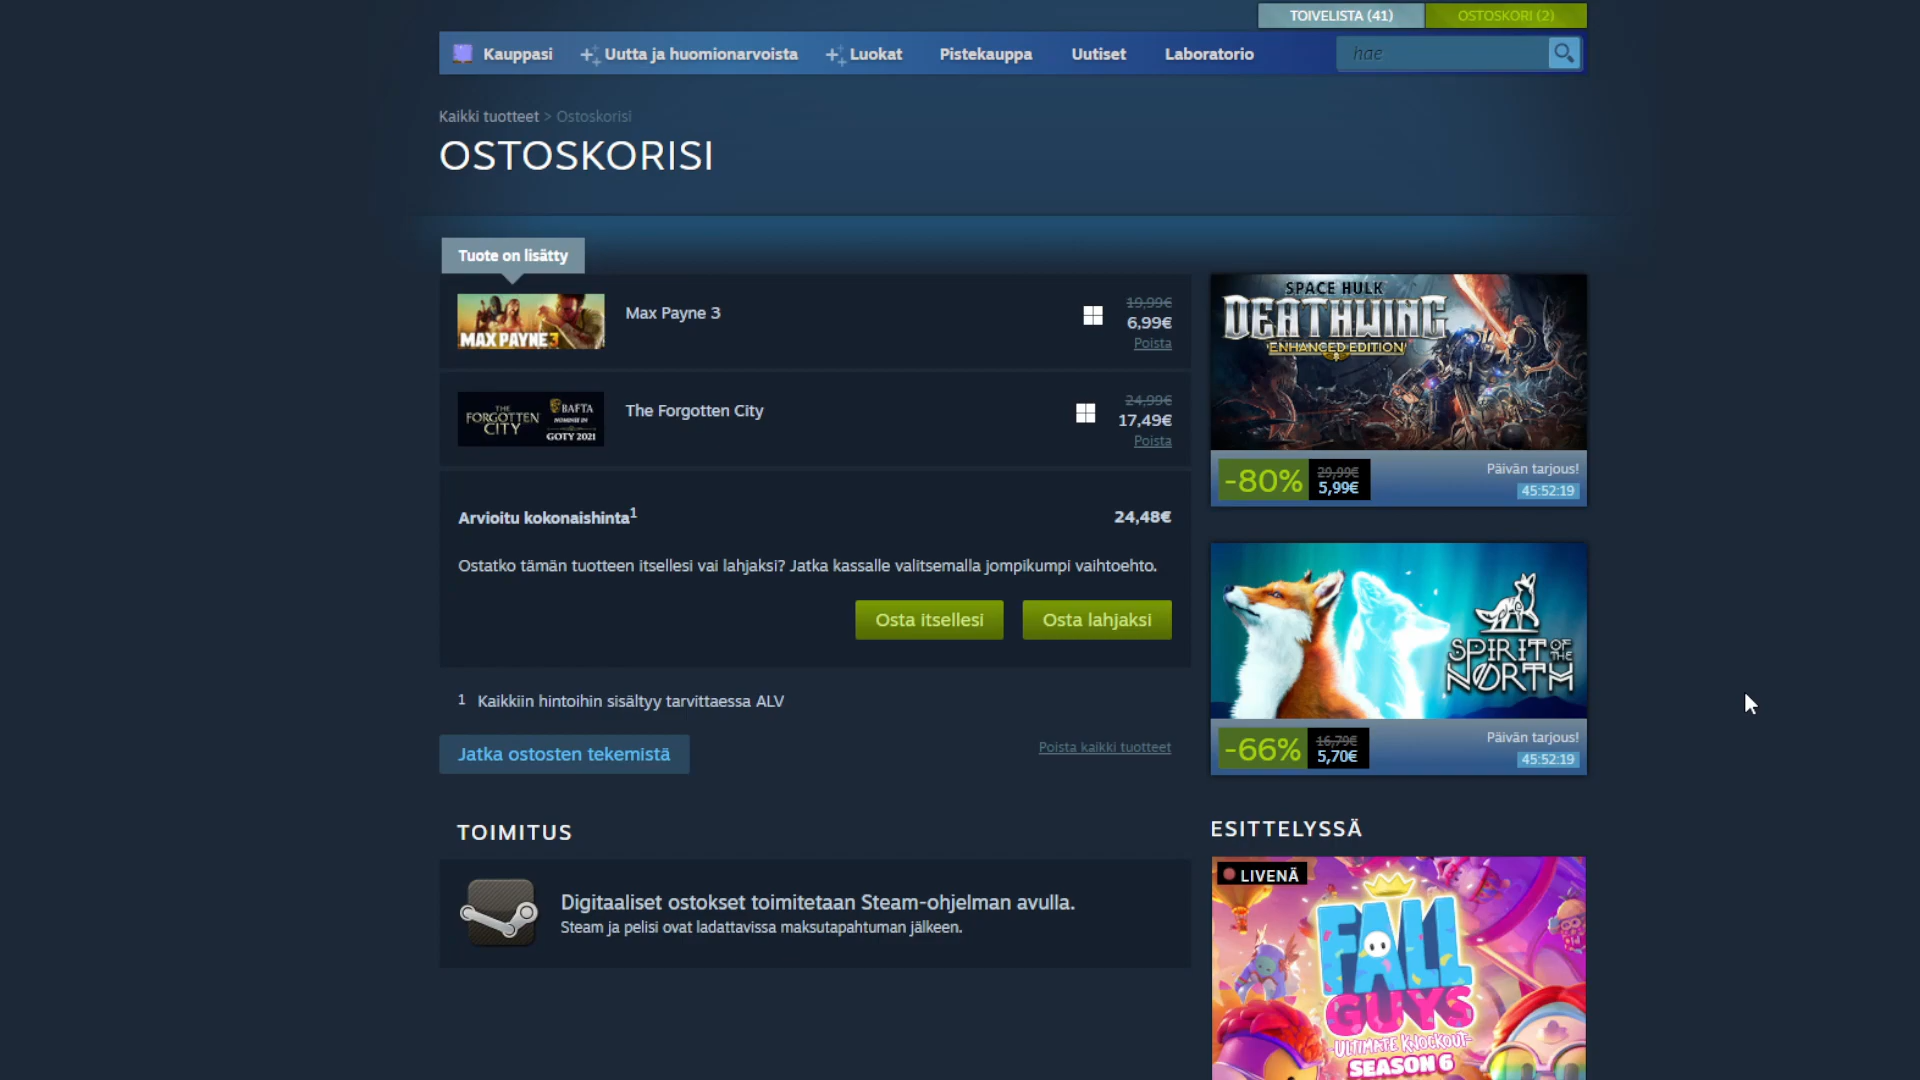 TOIVELISTA (41)
OSTOSKORI (2)
Kauppasi
Uutta ja huomionarvoista
Luokat
Pistekauppa
Uutiset
Laboratorio
hae
Kaikki tuotteet > Ostoskorisi
OSTOSKORISI
Tuote on lisätty
MAX PAYNE 3
Max Payne 3
19,99€
6,99€
Poista
THE FORGOTTEN CITY
BAFTA
NOMINEE IN
GOTY 2021
The Forgotten City
24,99€
17,49€
Poista
Arvioitu kokonaishinta¹
24,48€
Ostatko tämän tuotteen itsellesi vai lahjaksi? Jatka kassalle valitsemalla jompikumpi vaihtoehto.
Osta itsellesi
Osta lahjaksi
1 Kaikkiin hintoihin sisältyy tarvittaessa ALV
Jatka ostosten tekemistä
Poista kaikki tuotteet
TOIMITUS
Digitaaliset ostokset toimitetaan Steam-ohjelman avulla.
Steam ja pelisi ovat ladattavissa maksutapahtuman jälkeen.
SPACE HULK
DEATHWING
ENHANCED EDITION
-80%
29,99€
5,99€
Päivän tarjous!
45:52:19
SPIRIT OF THE
NORTH
-66%
16,79€
5,70€
Päivän tarjous!
45:52:19
ESITTELYSSÄ
LIVENÄ
FALL
GUYS
ULTIMATE KNOCKOUT
SEASON 6